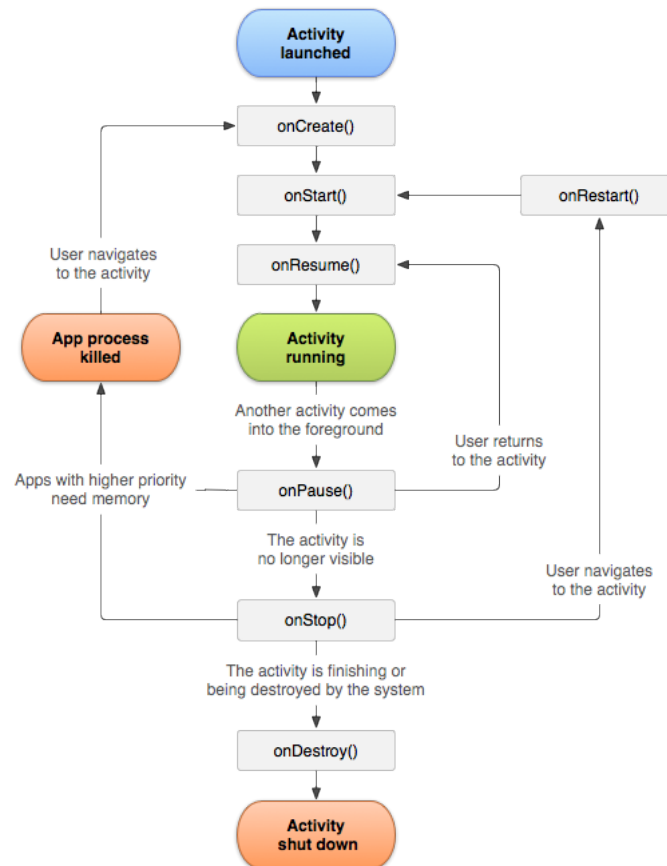 Activity
launched
onCreate()
onStart()
onRestart()
User navigates
to the activity
onResume()
App process
killed
Activity
running
Another activity comes
into the foreground
User returns
to the activity
Apps with higher priority
need memory
onPause()
The activity is
no longer visible
User navigates
to the activity
onStop()
The activity is finishing or
being destroyed by the system
onDestroy()
Activity
shut down